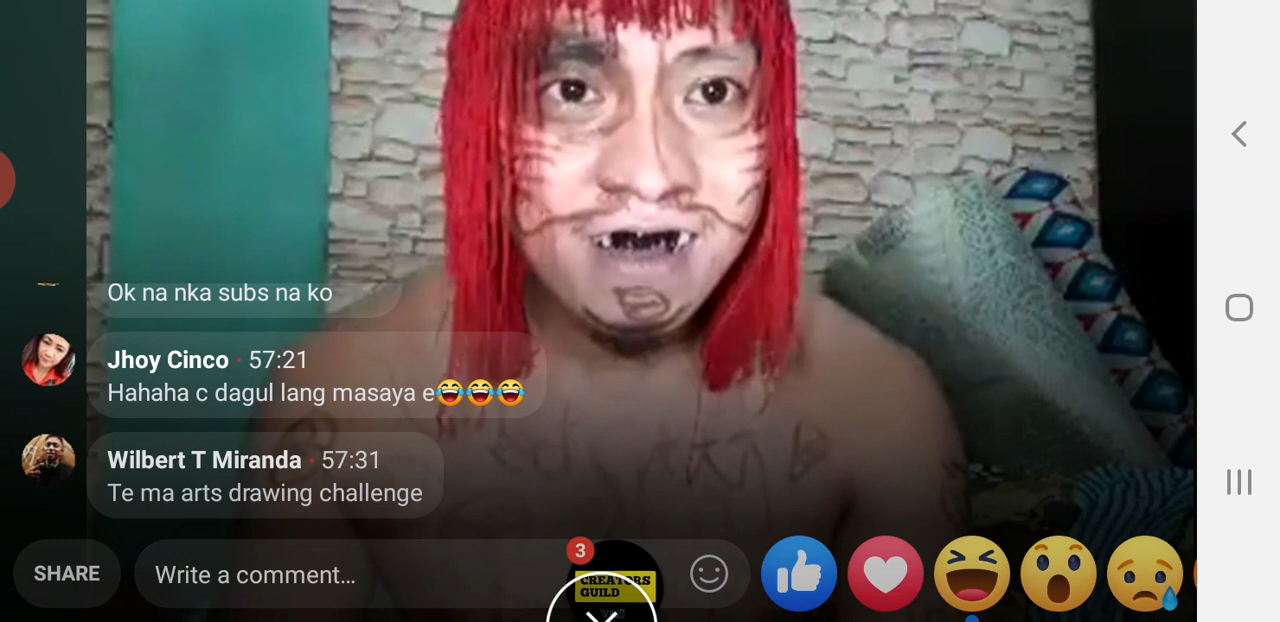 Ok na nka subs na ko
Jhoy Cinco • 57:21
Hahaha c dagul lang masaya e😂😂😂
Wilbert T Miranda • 57:31
Te ma arts drawing challenge
SHARE
Write a comment...
3
CREATORS
GUILD